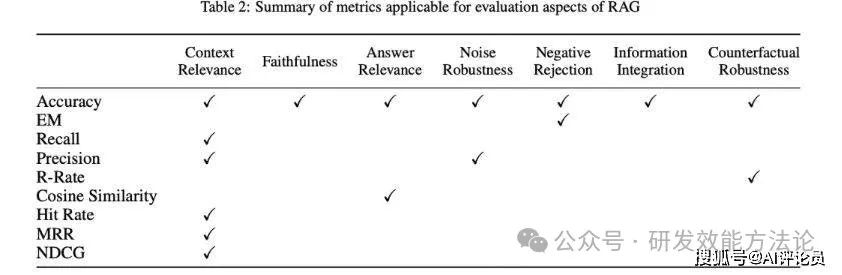 Table 2: Summary of metrics applicable for evaluation aspects of RAG
Context Relevance Faithfulness Answer Relevance Noise Robustness Negative Rejection Information Integration Counterfactual Robustness
Accuracy ✓ ✓ ✓ ✓ ✓ ✓ ✓
EM ✓
Recall ✓
Precision ✓ ✓
R-Rate ✓
Cosine Similarity ✓
Hit Rate ✓
MRR ✓
NDCG ✓
公众号·研发效能方法论
搜狐号@AI评论员